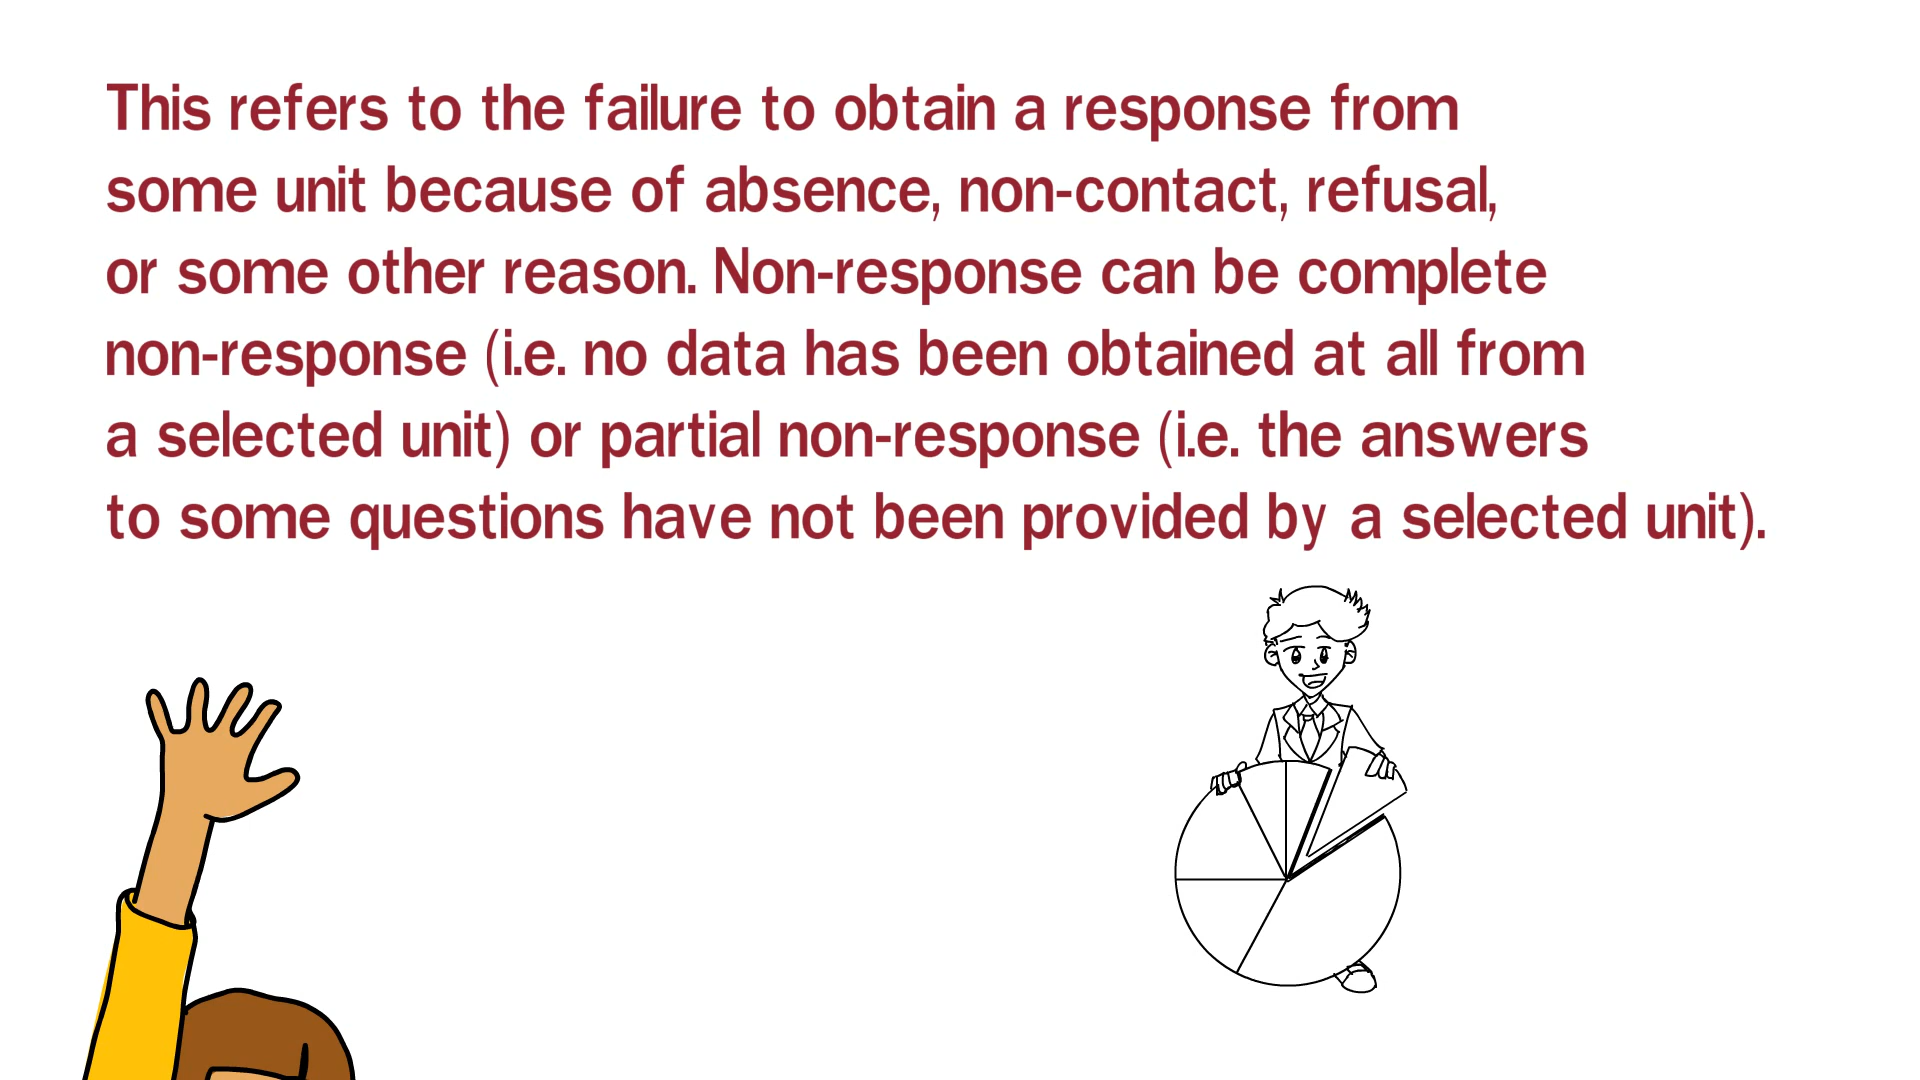 This refers to the failure to obtain a response from
some unit because of absence, non-contact, refusal,
or some other reason. Non-response can be complete
non-response (i.e. no data has been obtained at all from
a selected unit) or partial non-response (i.e. the answers
to some questions have not been provided by a selected unit).